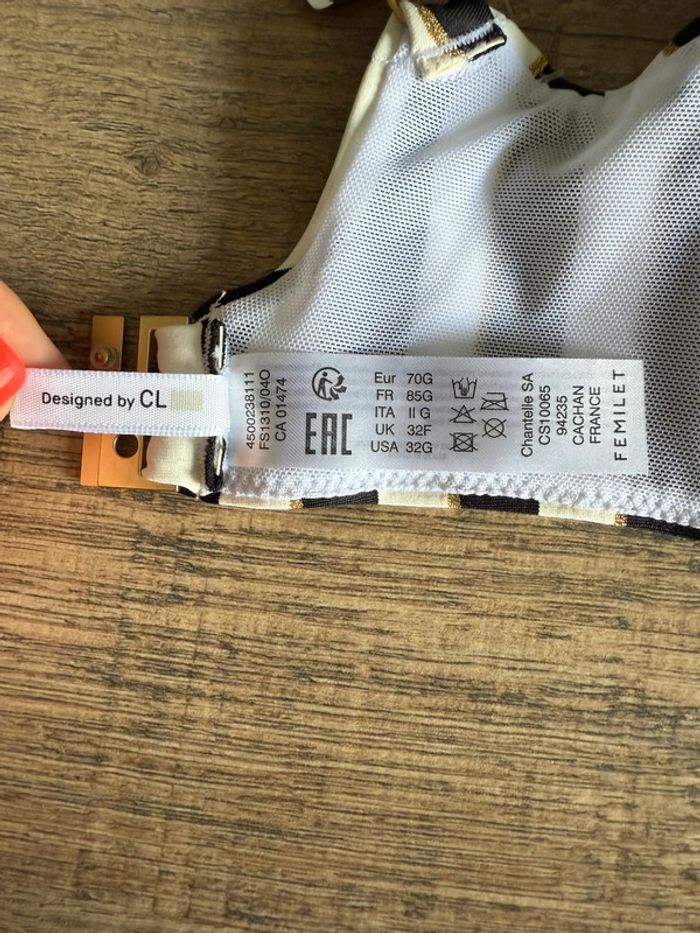 Designed by CL
4500238111
FS1310/04O
CA 01474
EAC
Eur 70G
FR 85G
ITA II G
UK 32F
USA 32G
Chantelle SA
CS10065
94235
CACHAN
FRANCE
FEMILET